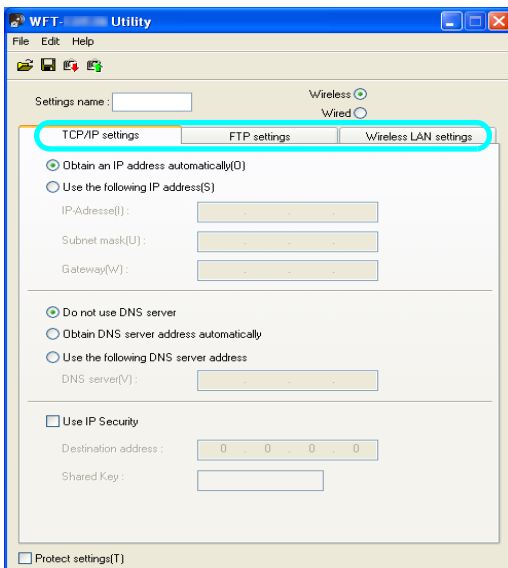 WFT- Utility
File Edit Help
Settings name :
Wireless
Wired
TCP/IP settings FTP settings Wireless LAN settings
Obtain an IP address automatically(O)
Use the following IP address(S)
IP-Adresse(I) :
Subnet mask(U) :
Gateway(W) :
Do not use DNS server
Obtain DNS server address automatically
Use the following DNS server address
DNS server(V) :
Use IP Security
Destination address : 0 . 0 . 0 . 0
Shared Key :
Protect settings(T)